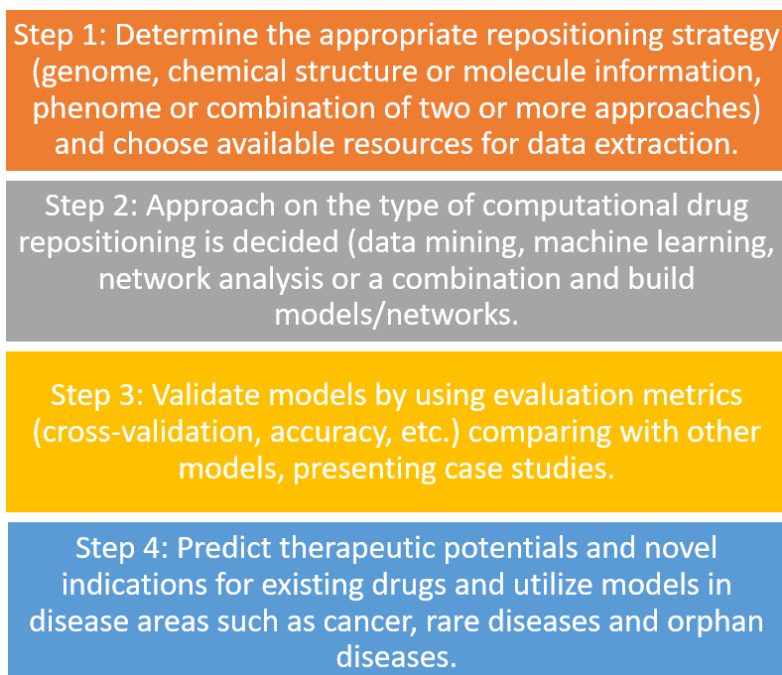 Step 1: Determine the appropriate repositioning strategy
(genome, chemical structure or molecule information,
phenome or combination of two or more approaches)
and choose available resources for data extraction.
Step 2: Approach on the type of computational drug
repositioning is decided (data mining, machine learning,
network analysis or a combination and build
models/networks.
Step 3: Validate models by using evaluation metrics
(cross-validation, accuracy, etc.) comparing with other
models, presenting case studies.
Step 4: Predict therapeutic potentials and novel
indications for existing drugs and utilize models in
disease areas such as cancer, rare diseases and orphan
diseases.